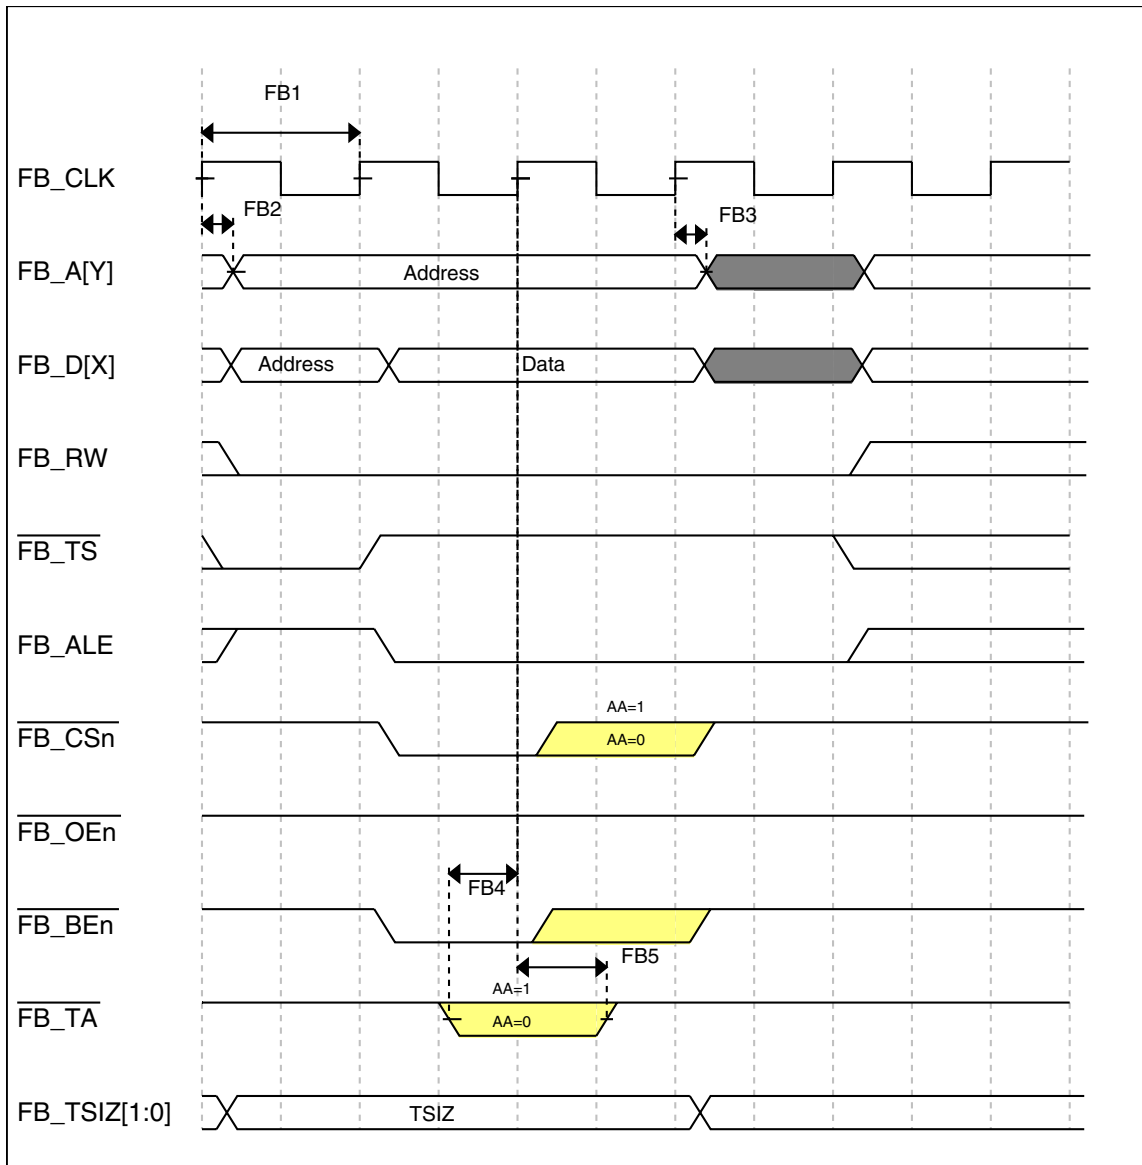 FB1
FB_CLK
FB2
FB3
FB_A[Y]
Address
FB_D[X]
Address
Data
FB_RW
FB_TS
FB_ALE
AA=1
FB_CSn
AA=0
FB_OEn
FB4
FB_BEn
FB5
AA=1
FB_TA
AA=0
FB_TSIZ[1:0]
TSIZ